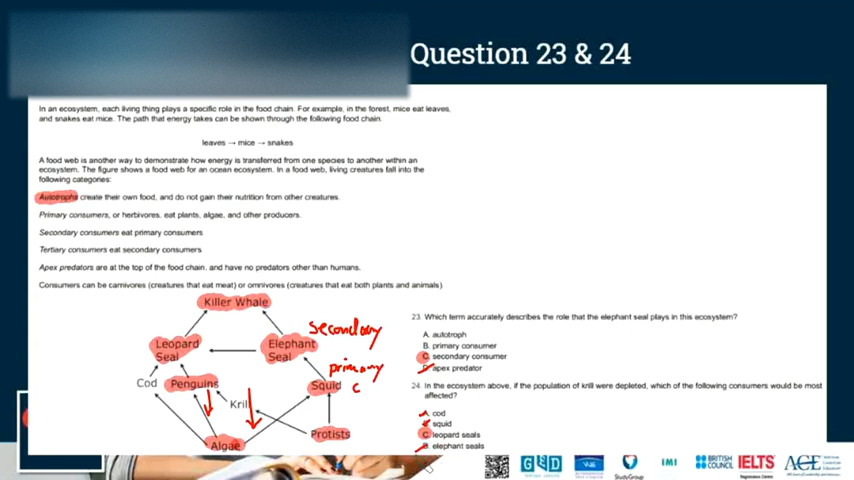 Question 23 & 24
In an ecosystem, each living thing plays a specific role in the food chain. For example, in the forest, mice eat leaves,
and snakes eat mice. The path that energy takes can be shown through the following food chain.
leaves → mice → snakes
A food web is another way to demonstrate how energy is transferred from one species to another within an
ecosystem. The figure shows a food web for an ocean ecosystem. In a food web, living creatures fall into the
following categories:
Autotrophs create their own food, and do not gain their nutrition from other creatures.
Primary consumers, or herbivores, eat plants, algae, and other producers.
Secondary consumers eat primary consumers
Tertiary consumers eat secondary consumers
Apex predators are at the top of the food chain, and have no predators other than humans.
Consumers can be carnivores (creatures that eat meat) or omnivores (creatures that eat both plants and animals)
Killer Whale
secondary
Leopard
Seal
Elephant
Seal
primary
c
Cod
Penguins
Squid
Krill
Protists
Algae
23. Which term accurately describes the role that the elephant seal plays in this ecosystem?
A. autotroph
B. primary consumer
C. secondary consumer
D. apex predator
24. In the ecosystem above, if the population of krill were depleted, which of the following consumers would be most
affected?
A. cod
B. squid
C. leopard seals
D. elephant seals
GED
StudyGroup
IMI
BRITISH
COUNCIL
IELTS
Registration Centre
ACE